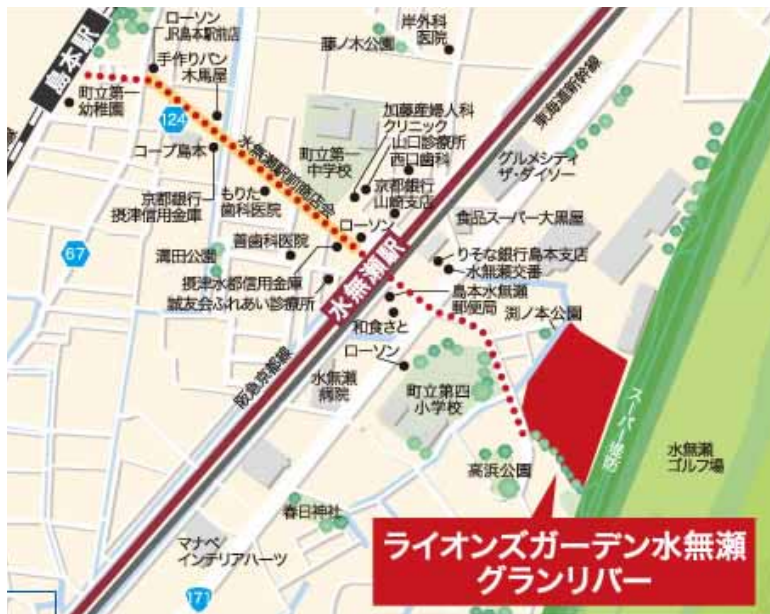 ローソン
JR島本駅前店
岸外科
医院
藤ノ木公園
手作りパン
木馬屋
島本駅
町立第一
幼稚園
124
コープ島本
京都銀行
摂津信用金庫
水無瀬駅前商店会
もりた
歯科医院
町立第一
中学校
加藤産婦人科
クリニック
山口診療所
西口歯科
京都銀行
山崎支店
東海道新幹線
グルメシティ
ザ・ダイソー
食品スーパー大黒屋
ローソン
67
溝田公園
善歯科医院
摂津水都信用金庫
誠友会ふれあい診療所
水無瀬駅
りそな銀行島本支店
水無瀬交番
島本水無瀬
郵便局
渕ノ本公園
和食さと
ローソン
阪急京都線
水無瀬
病院
町立第四
小学校
スーパー堤防
水無瀬
ゴルフ場
高浜公園
春日神社
マナベ
インテリアハーツ
171
ライオンズガーデン水無瀬
グランリバー